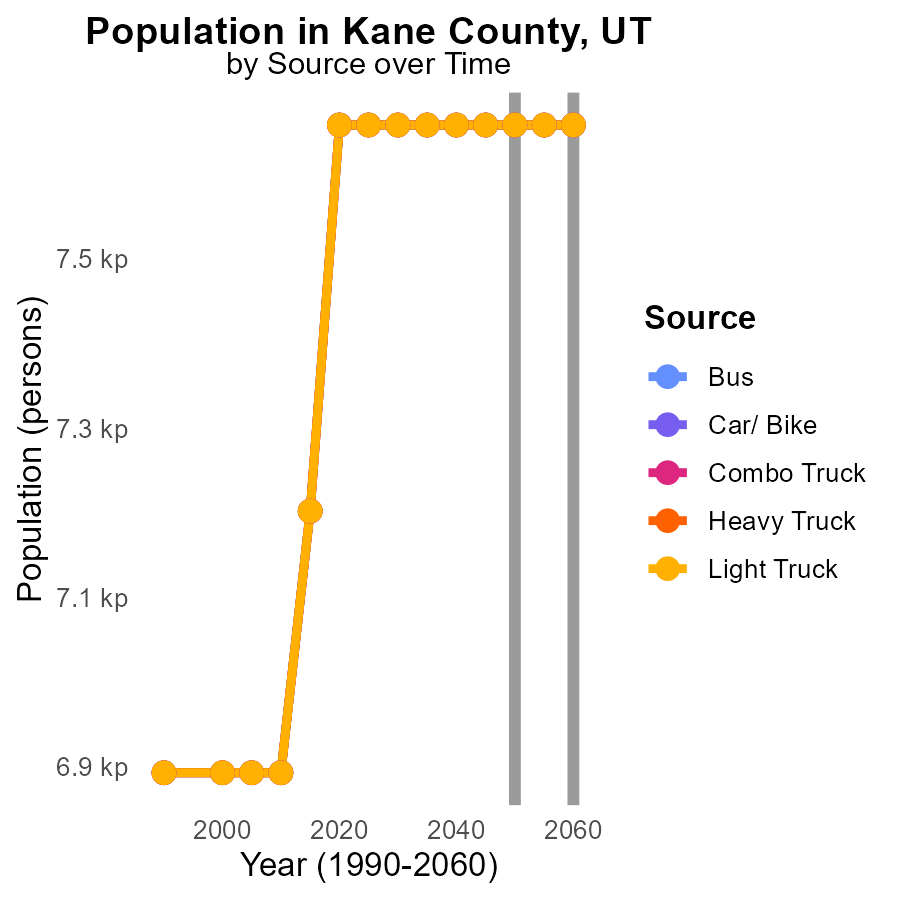 Population in Kane County, UT
by Source over Time
7.5 kp
7.3 kp
7.1 kp
6.9 kp
Population (persons)
2000 2020 2040 2060
Year (1990-2060)
Source
Bus
Car/ Bike
Combo Truck
Heavy Truck
Light Truck